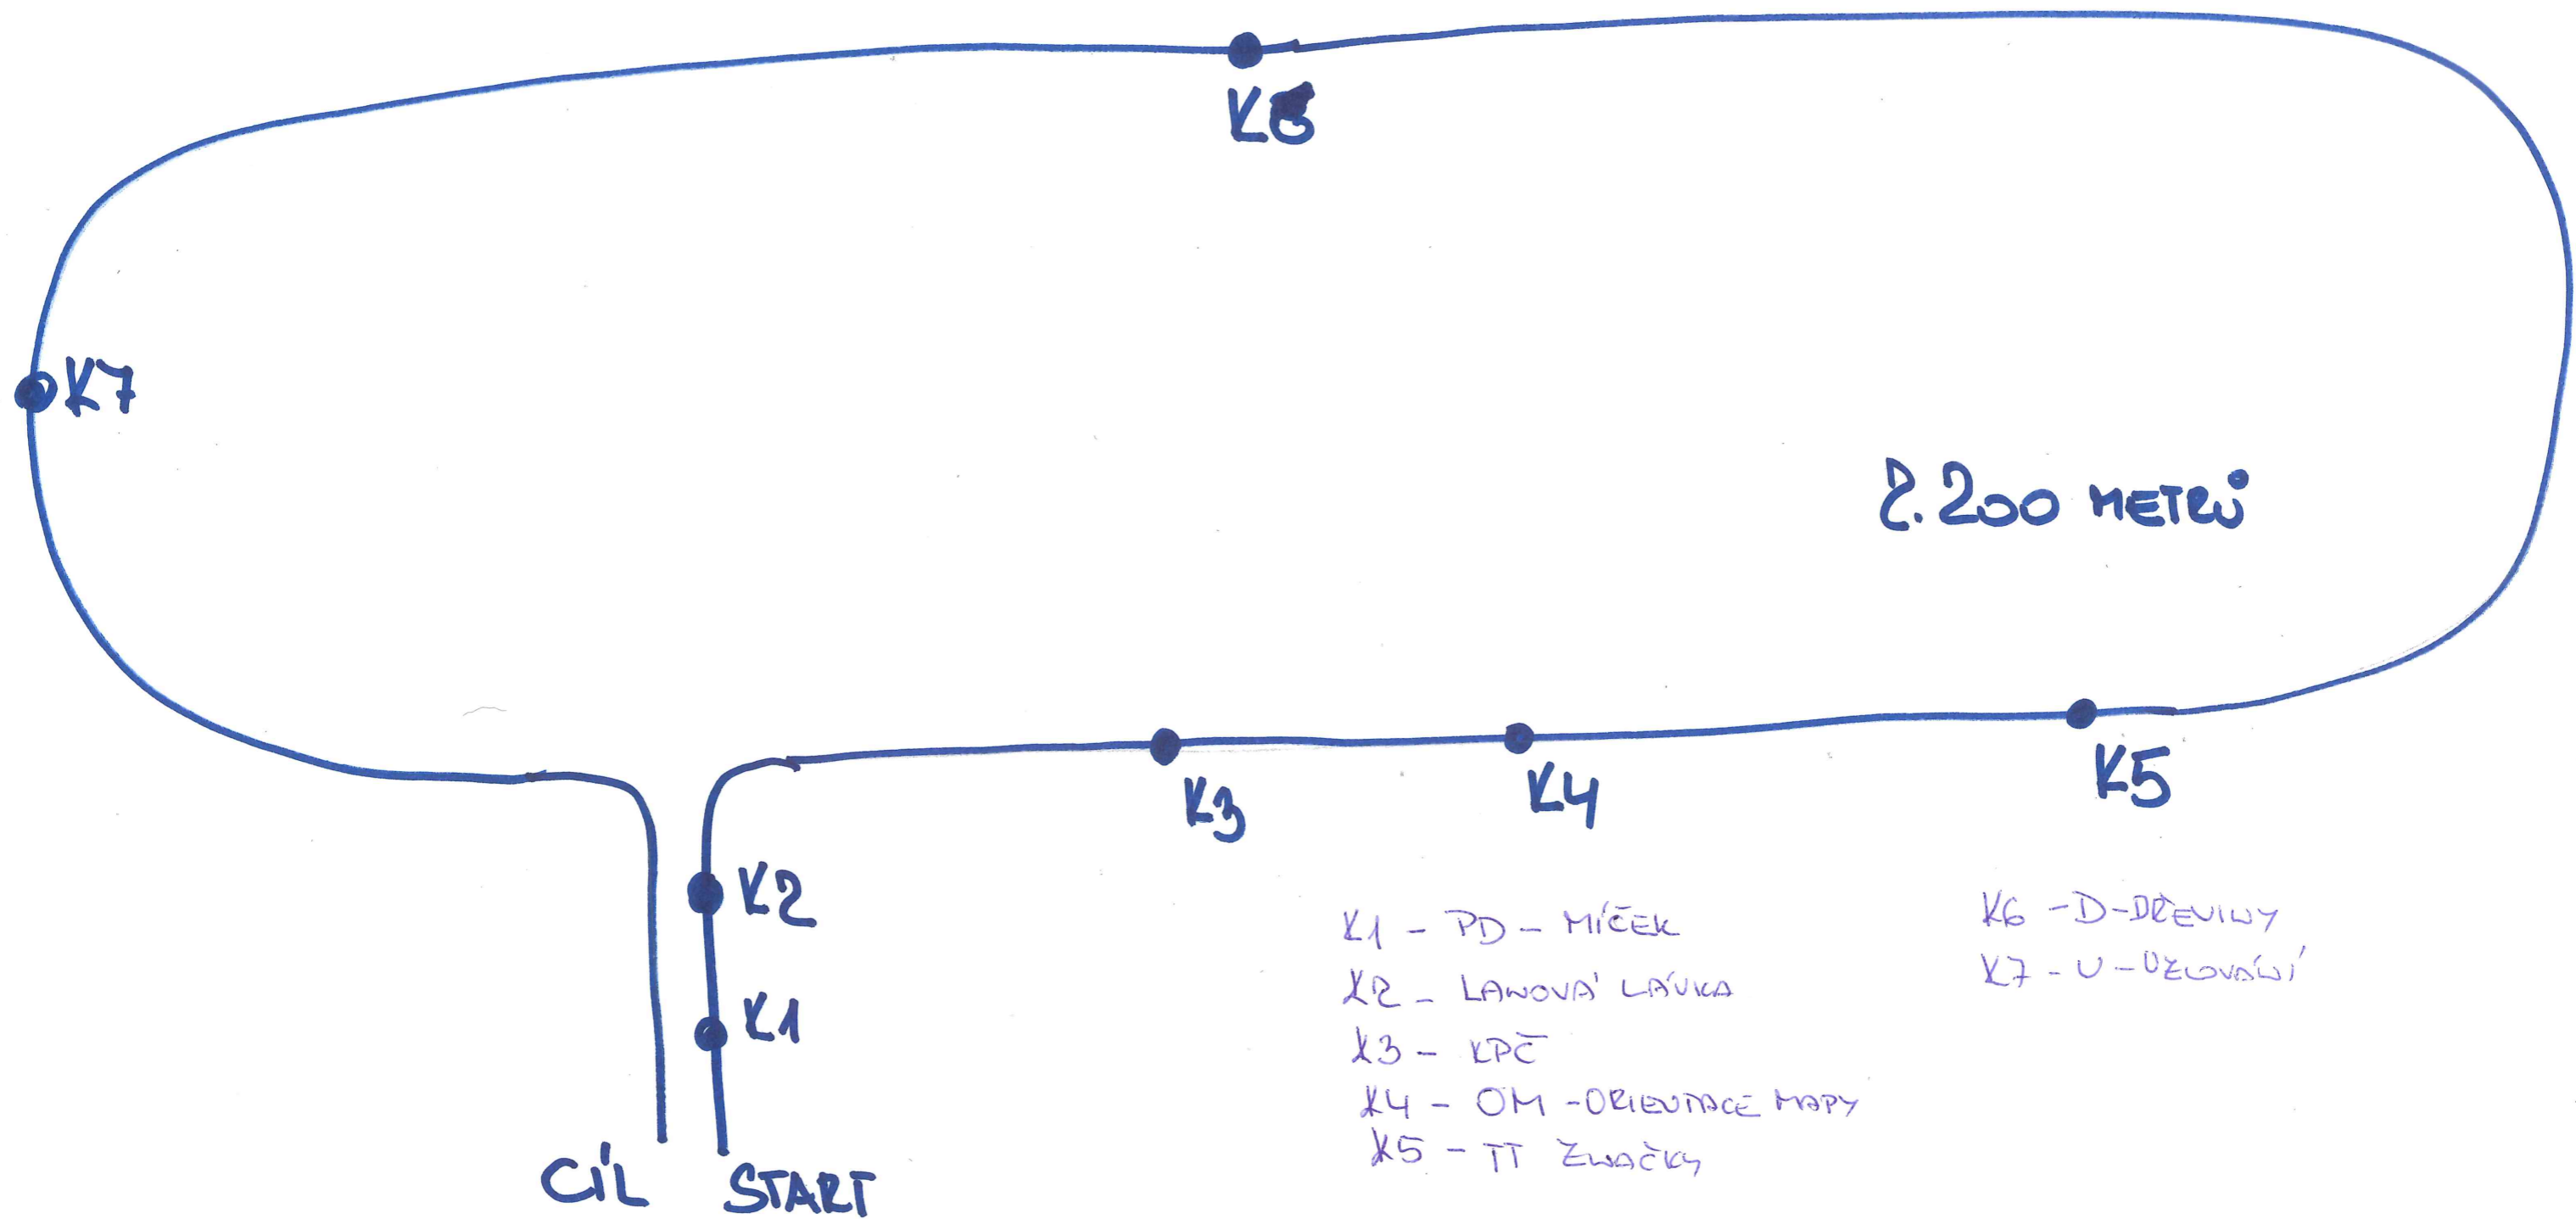 K6
K7
2.200 METRŮ
K3
K4
K5
K2
K1
CÍL
START
K1 - PD - MÍČEK
K2 - LANOVÁ LÁVKA
K3 - KPČ
K4 - OM - ORIENTACE MAPY
K5 - TT ZNAČKY
K6 - D - DŘEVINY
K7 - U - UZLOVÁNÍ